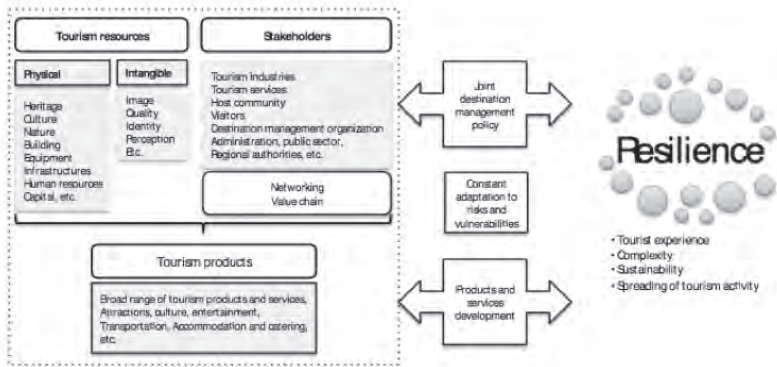 Tourism resources
Physical
Heritage
Culture
Nature
Building
Equipment
Infrastructures
Human resources
Capital, etc.
Intangible
Image
Quality
Identity
Perception
Etc.
Stakeholders
Tourism industries
Tourism services
Host community
Visitors
Destination management organization
Administration, public sector,
Regional authorities, etc.
Networking
Value chain
Tourism products
Broad range of tourism products and services,
Attractions, culture, entertainment,
Transportation, Accommodation and catering,
etc.
Joint
destination
management
policy
Constant
adaptation to
risks and
vulnerabilities
Products and
services
development
Resilience
• Tourist experience
• Complexity
• Sustainability
• Spreading of tourism activity